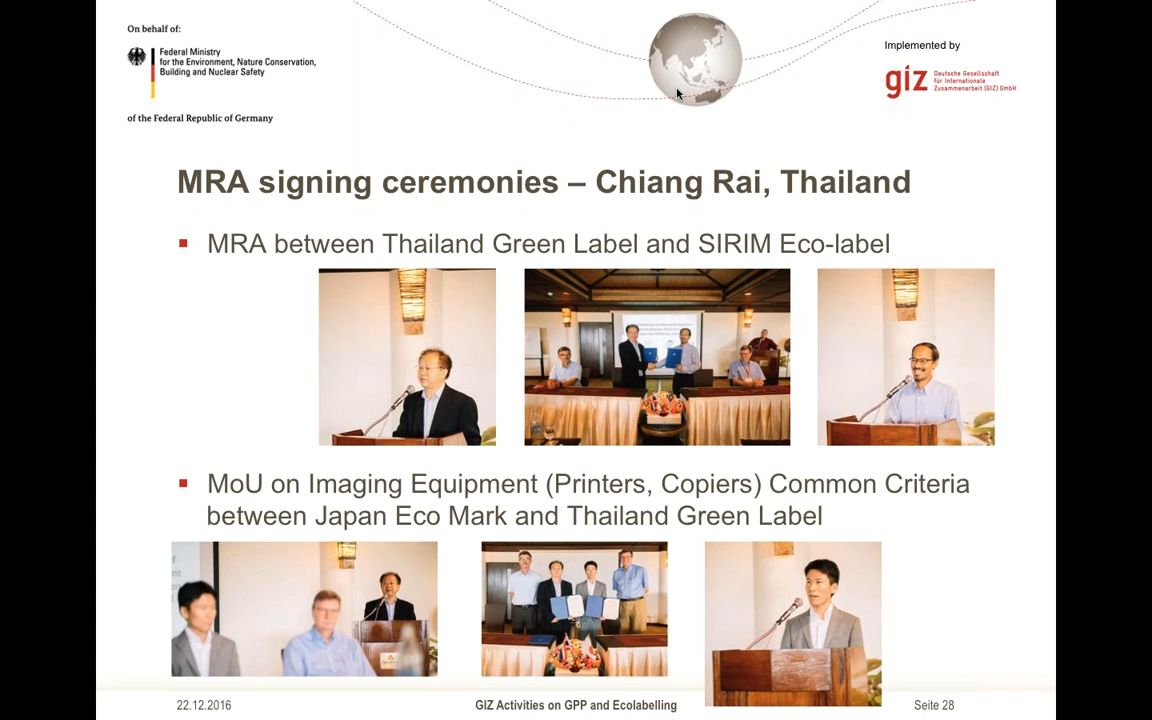 On behalf of:
Federal Ministry
for the Environment, Nature Conservation,
Building and Nuclear Safety
of the Federal Republic of Germany
Implemented by
giz Deutsche Gesellschaft
für Internationale
Zusammenarbeit (GIZ) GmbH
MRA signing ceremonies – Chiang Rai, Thailand
MRA between Thailand Green Label and SIRIM Eco-label
MoU on Imaging Equipment (Printers, Copiers) Common Criteria
between Japan Eco Mark and Thailand Green Label
22.12.2016
GIZ Activities on GPP and Ecolabelling
Seite 28